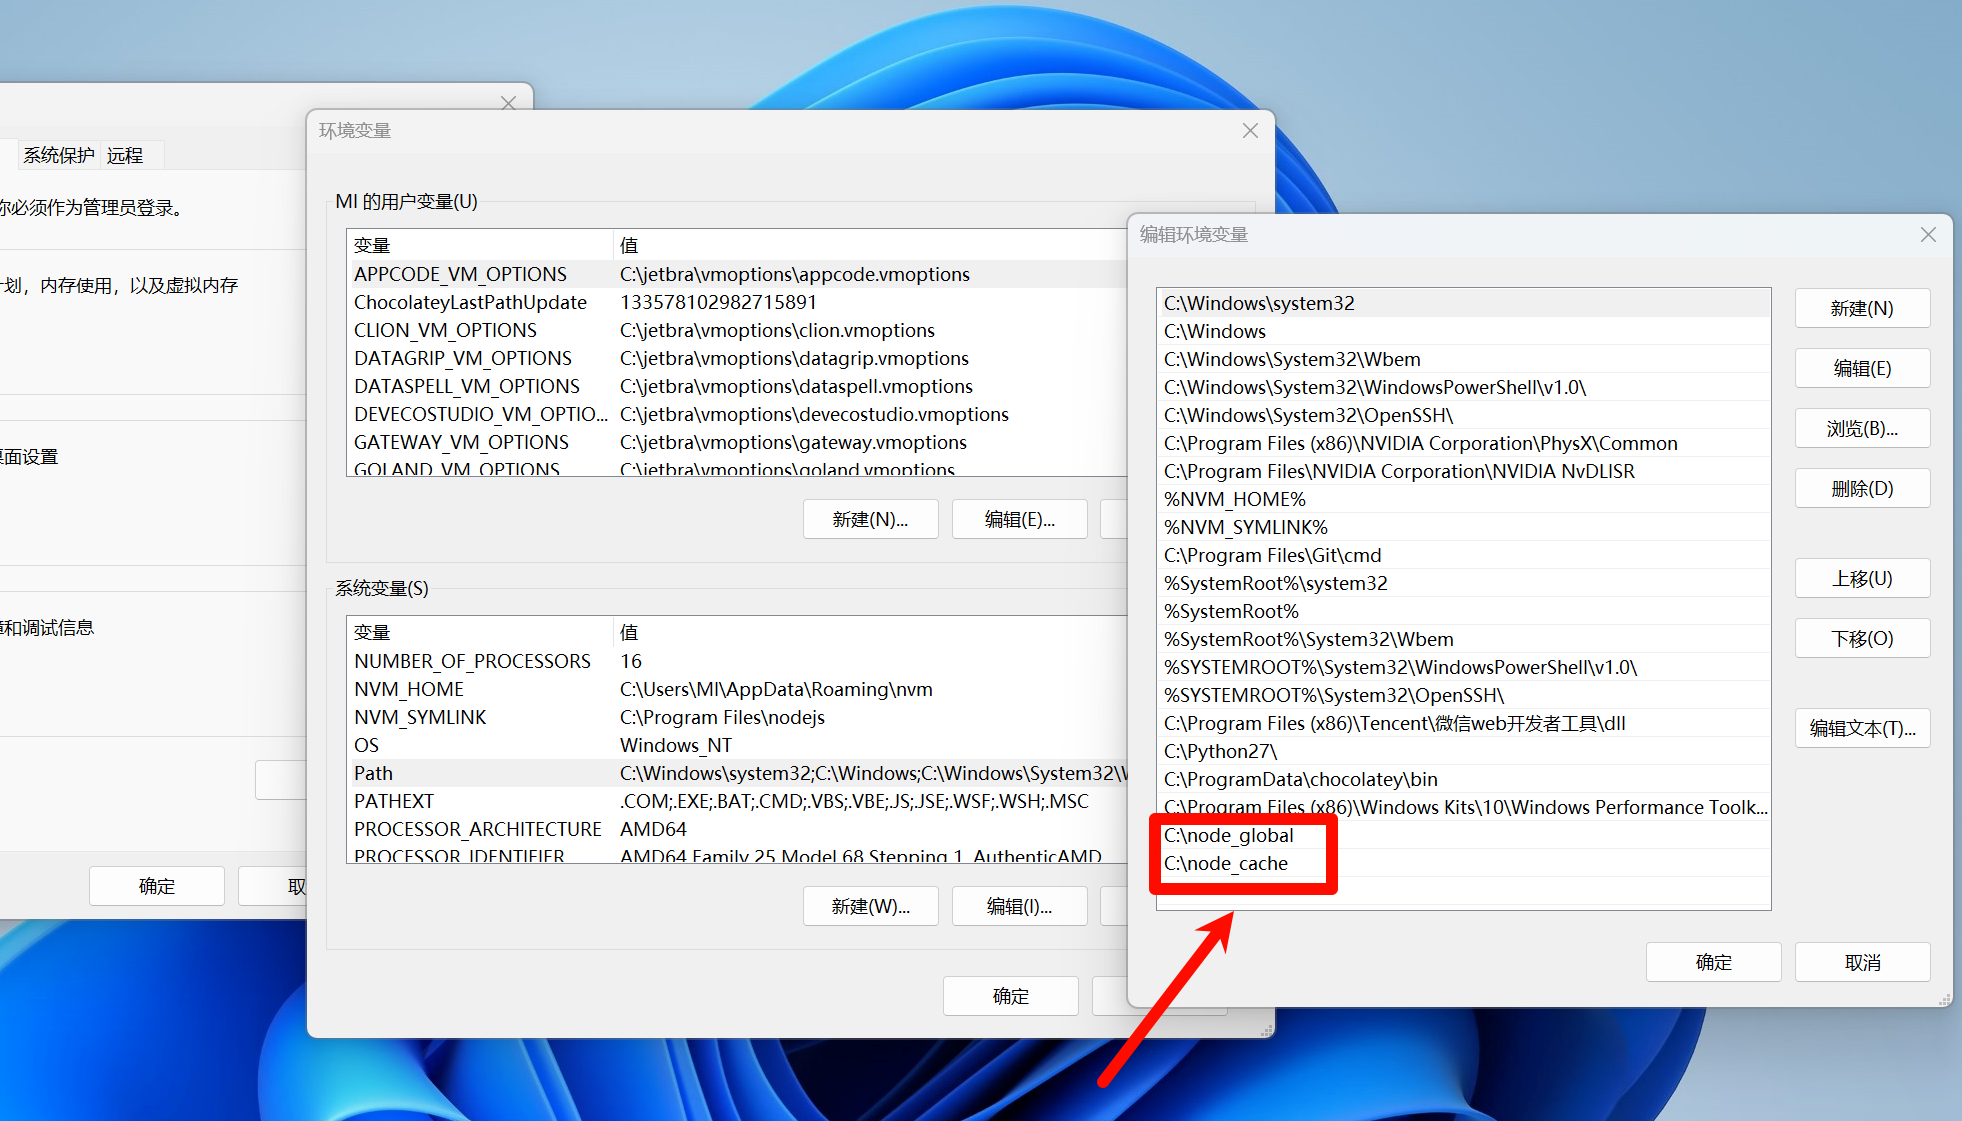 系统保护 远程
你必须作为管理员登录。
计划，内存使用，以及虚拟内存
桌面设置
障和调试信息
确定
取
环境变量
MI 的用户变量(U)
变量 值
APPCODE_VM_OPTIONS C:\jetbra\vmoptions\appcode.vmoptions
ChocolateyLastPathUpdate 133578102982715891
CLION_VM_OPTIONS C:\jetbra\vmoptions\clion.vmoptions
DATAGRIP_VM_OPTIONS C:\jetbra\vmoptions\datagrip.vmoptions
DATASPELL_VM_OPTIONS C:\jetbra\vmoptions\dataspell.vmoptions
DEVECOSTUDIO_VM_OPTIO... C:\jetbra\vmoptions\devecostudio.vmoptions
GATEWAY_VM_OPTIONS C:\jetbra\vmoptions\gateway.vmoptions
GOLAND_VM_OPTIONS C:\jetbra\vmoptions\goland.vmoptions
新建(N)... 编辑(E)...
系统变量(S)
变量 值
NUMBER_OF_PROCESSORS 16
NVM_HOME C:\Users\MI\AppData\Roaming\nvm
NVM_SYMLINK C:\Program Files\nodejs
OS Windows_NT
Path C:\Windows\system32;C:\Windows;C:\Windows\System32\W
PATHEXT .COM;.EXE;.BAT;.CMD;.VBS;.VBE;.JS;.JSE;.WSF;.WSH;.MSC
PROCESSOR_ARCHITECTURE AMD64
PROCESSOR_IDENTIFIER AMD64 Family 25 Model 68 Stepping 1, AuthenticAMD
新建(W)... 编辑(I)...
确定
编辑环境变量
C:\Windows\system32
C:\Windows
C:\Windows\System32\Wbem
C:\Windows\System32\WindowsPowerShell\v1.0\
C:\Windows\System32\OpenSSH\
C:\Program Files (x86)\NVIDIA Corporation\PhysX\Common
C:\Program Files\NVIDIA Corporation\NVIDIA NvDLISR
%NVM_HOME%
%NVM_SYMLINK%
C:\Program Files\Git\cmd
%SystemRoot%\system32
%SystemRoot%
%SystemRoot%\System32\Wbem
%SYSTEMROOT%\System32\WindowsPowerShell\v1.0\
%SYSTEMROOT%\System32\OpenSSH\
C:\Program Files (x86)\Tencent\微信web开发者工具\dll
C:\Python27\
C:\ProgramData\chocolatey\bin
C:\Program Files (x86)\Windows Kits\10\Windows Performance Toolk...
C:\node_global
C:\node_cache
新建(N)
编辑(E)
浏览(B)...
删除(D)
上移(U)
下移(O)
编辑文本(T)...
确定 取消